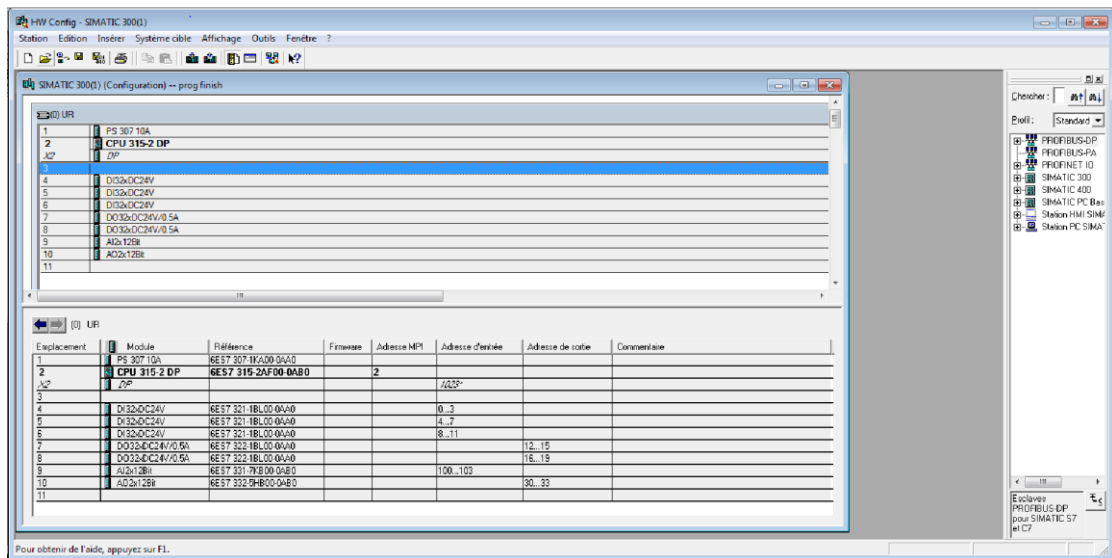 HW Config - SIMATIC 300(1)
Station Edition Insérer Système cible Affichage Outils Fenêtre ?
SIMATIC 300(1) (Configuration) -- prog finish
(0) UR
1 PS 307 10A
2 CPU 315-2 DP
X2 DP
3
4 DI32xDC24V
5 DI32xDC24V
6 DI32xDC24V
7 DO32xDC24V/0.5A
8 DO32xDC24V/0.5A
9 AI2x12Bit
10 AO2x12Bit
11
(0) UR
Emplacement Module Référence Firmware Adresse MPI Adresse d'entrée Adresse de sortie Commentaire
1 PS 307 10A 6ES7 307-1KA00-0AA0
2 CPU 315-2 DP 6ES7 315-2AF00-0AB0 2
X2 DP 1023*
3
4 DI32xDC24V 6ES7 321-1BL00-0AA0 0...3
5 DI32xDC24V 6ES7 321-1BL00-0AA0 4...7
6 DI32xDC24V 6ES7 321-1BL00-0AA0 8...11
7 DO32xDC24V/0.5A 6ES7 322-1BL00-0AA0 12...15
8 DO32xDC24V/0.5A 6ES7 322-1BL00-0AA0 16...19
9 AI2x12Bit 6ES7 331-7KB00-0AB0 100...103
10 AO2x12Bit 6ES7 332-5HB00-0AB0 30...33
11
Chercher :
Profil : Standard
PROFIBUS-DP
PROFIBUS-PA
PROFINET IO
SIMATIC 300
SIMATIC 400
SIMATIC PC Bas
Station HMI SIMA
Station PC SIMAT
Esclaves
PROFIBUS-DP
pour SIMATIC S7
et C7
Pour obtenir de l'aide, appuyez sur F1.